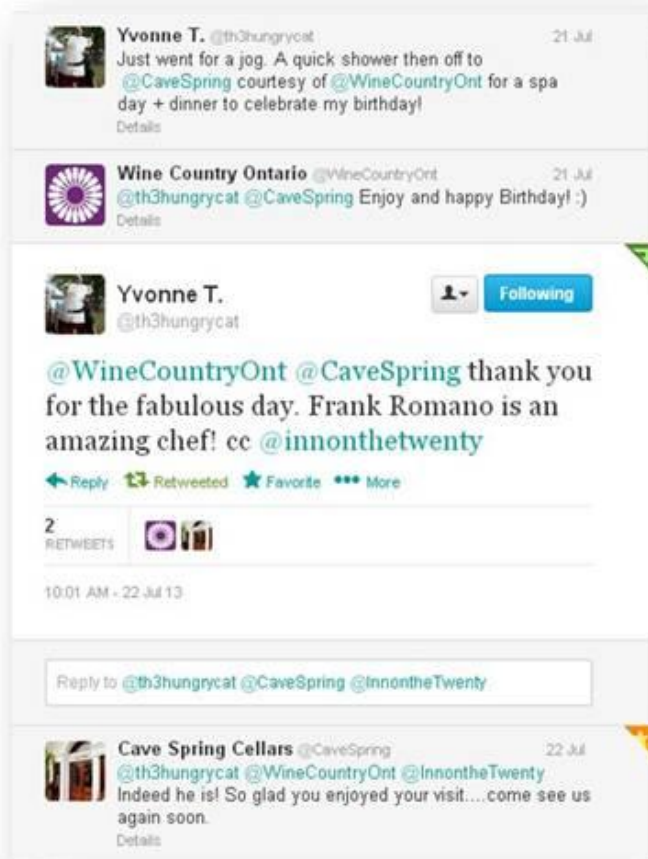 Yvonne T. @th3hungrycat 21 Jul
Just went for a jog. A quick shower then off to
@CaveSpring courtesy of @WineCountryOnt for a spa
day + dinner to celebrate my birthday!
Details
Wine Country Ontario @WineCountryOnt 21 Jul
@th3hungrycat @CaveSpring Enjoy and happy Birthday! :)
Details
Yvonne T.
@th3hungrycat
Following
@WineCountryOnt @CaveSpring thank you
for the fabulous day. Frank Romano is an
amazing chef! cc @innonthetwenty
Reply Retweeted Favorite More
2
RETWEETS
10:01 AM - 22 Jul 13
Reply to @th3hungrycat @CaveSpring @InnontheTwenty
Cave Spring Cellars @CaveSpring 22 Jul
@th3hungrycat @WineCountryOnt @InnontheTwenty
Indeed he is! So glad you enjoyed your visit....come see us
again soon.
Details